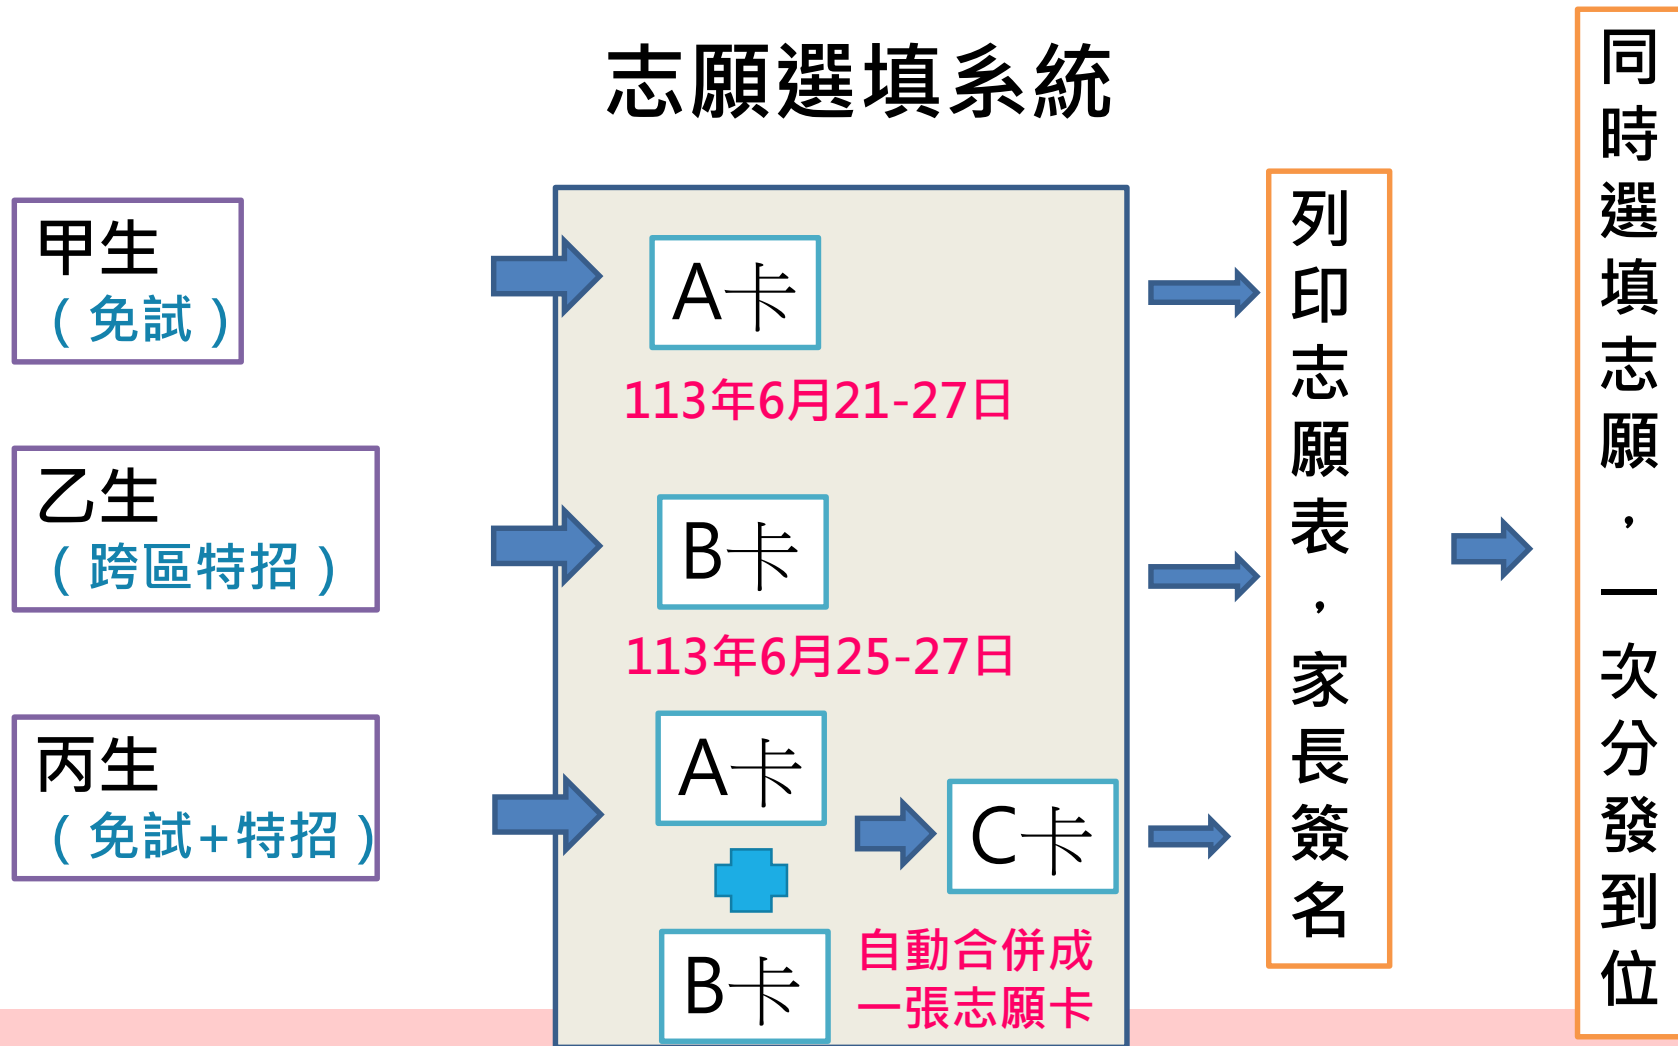 志願選填系統
甲生
(免試)
A卡
113年6月21-27日
乙生
(跨區特招)
B卡
113年6月25-27日
丙生
(免試+特招)
A卡
B卡
C卡
自動合併成
一張志願卡
列印志願表，家長簽名
同時選填志願，一次分發到位